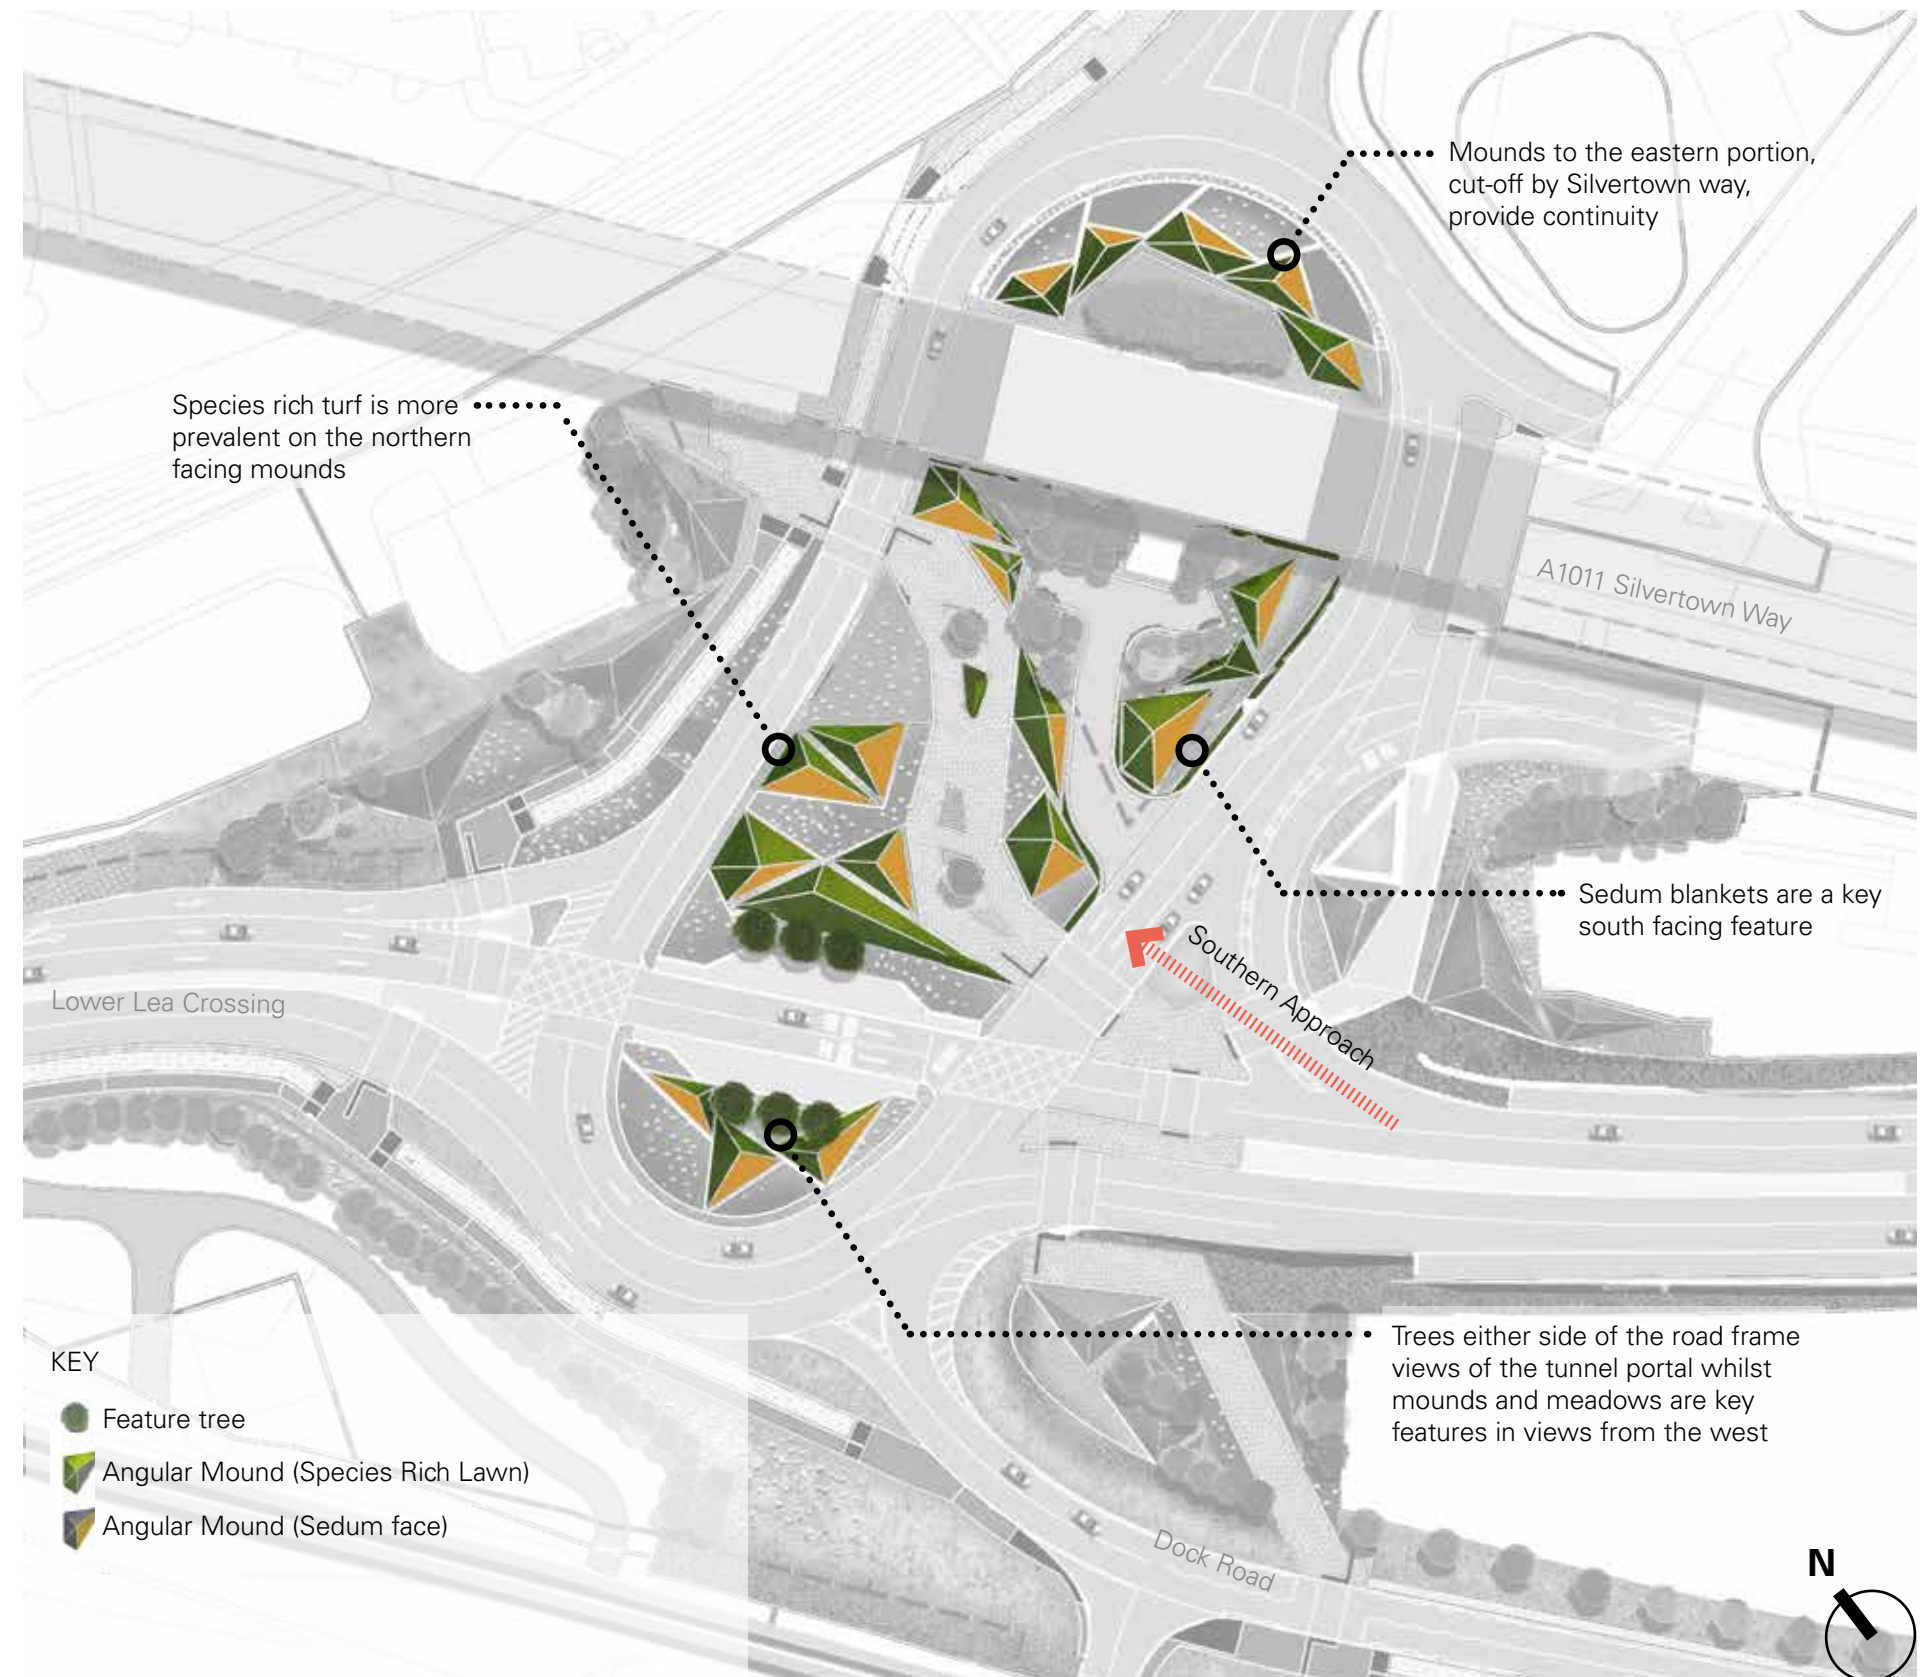 Mounds to the eastern portion,
cut-off by Silvertown way,
provide continuity
Species rich turf is more
prevalent on the northern
facing mounds
A1011 Silvertown Way
Sedum blankets are a key
south facing feature
Southern Approach
Lower Lea Crossing
Trees either side of the road frame
views of the tunnel portal whilst
mounds and meadows are key
features in views from the west
KEY
Feature tree
Angular Mound (Species Rich Lawn)
Angular Mound (Sedum face)
Dock Road
N